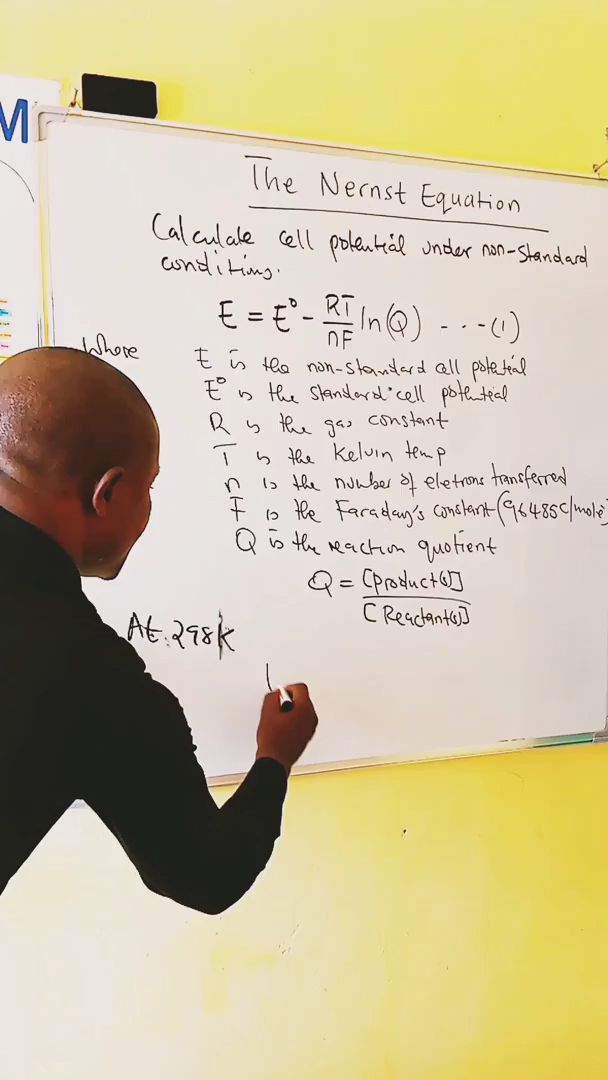 M
The Nernst Equation
Calculate cell potential under non-standard
conditions.
E = E° - RT/nF ln(Q) - - - - (1)
Where
E is the non-standard cell potential
E° is the standard cell potential
R is the gas constant
T is the Kelvin temp
n is the number of eletrons transferred
F is the Faraday's constant (96485C/mole)
Q is the reaction quotient
Q = [product(s)]
[Reactant(s)]
At 298K